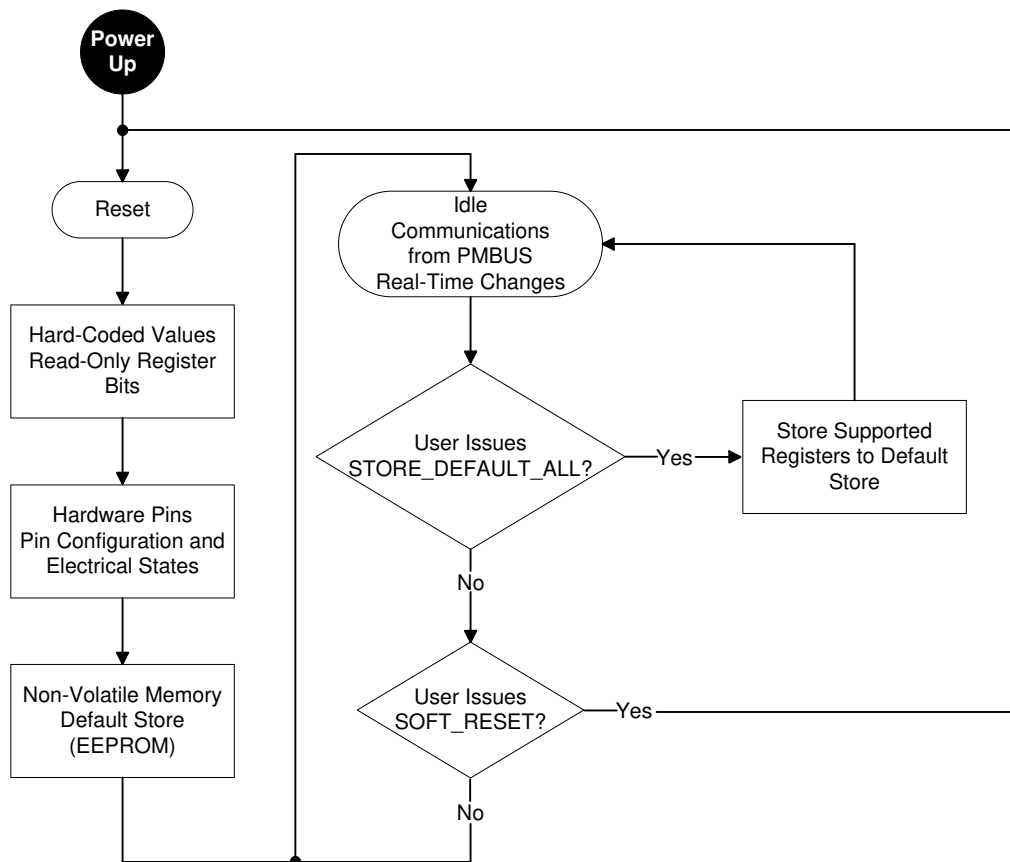 Power
Up
Reset
Hard-Coded Values
Read-Only Register
Bits
Hardware Pins
Pin Configuration and
Electrical States
Non-Volatile Memory
Default Store
(EEPROM)
Idle
Communications
from PMBUS
Real-Time Changes
User Issues
STORE_DEFAULT_ALL?
Yes
Store Supported
Registers to Default
Store
No
User Issues
SOFT_RESET?
Yes
No